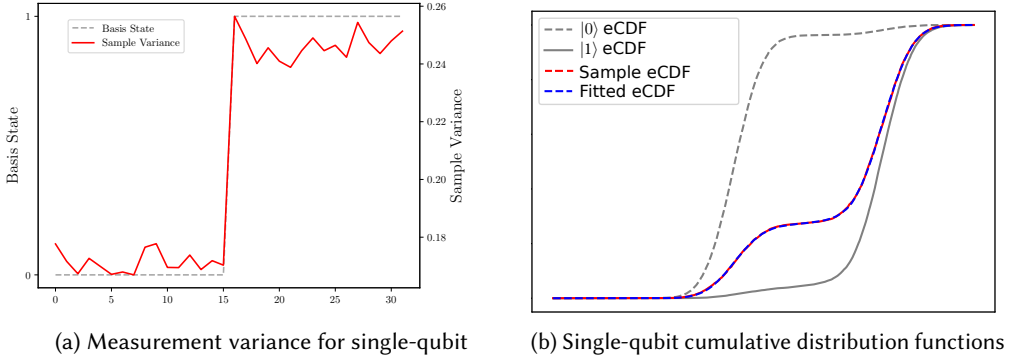 Basis State
Sample Variance
1
0
Basis State
0
5
10
15
20
25
30
0.26
0.24
0.22
0.20
0.18
Sample Variance
(a) Measurement variance for single-qubit
|0⟩ eCDF
|1⟩ eCDF
Sample eCDF
Fitted eCDF
(b) Single-qubit cumulative distribution functions